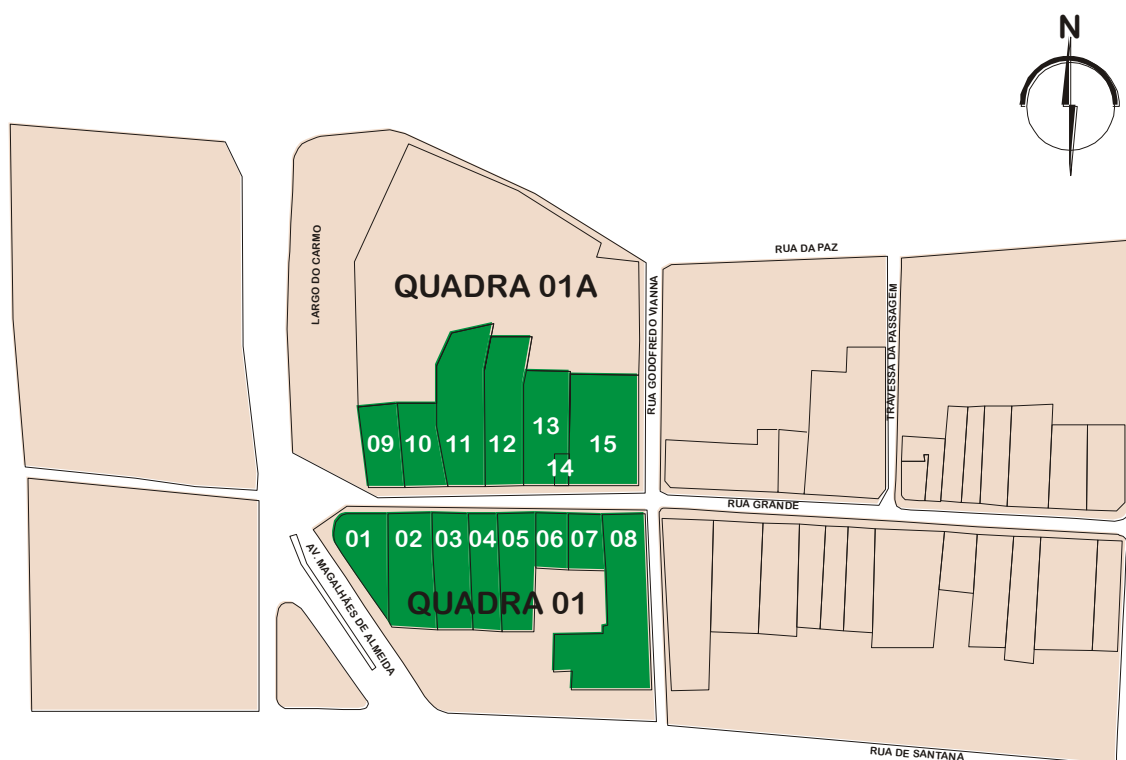 N
RUA DA PAZ
LARGO DO CARMO
QUADRA 01A
RUA GODOFREDO VIANNA
TRAVESSA DA PASSAGEM
09
10
11
12
13
14
15
RUA GRANDE
01
02
03
04
05
06
07
08
AV. MAGALHÃES DE ALMEIDA
QUADRA 01
RUA DE SANTANA